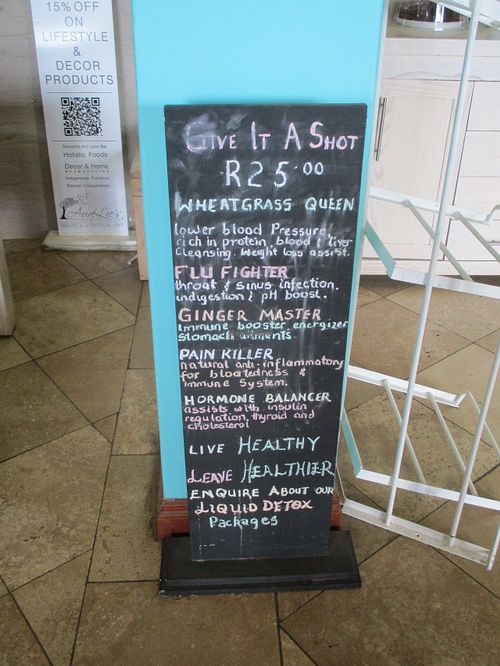 15% OFF
ON
LIFESTYLE
&
DECOR
PRODUCTS
Holistic Foods
Decor & Home
Indigenous Furniture
AureLie's
GIVE IT A SHOT
R25.00
WHEATGRASS QUEEN
lower blood Pressure,
rich in protein, blood & liver
cleansing. Weight loss assist.
FLU FIGHTER
throat & sinus infection,
indigestion & pH boost.
GINGER MASTER
immune booster, energizer
stomach ailments.
PAIN KILLER
natural anti-inflammatory
for bloatedness &
immune System.
HORMONE BALANCER
assists with insulin
regulation, thyroid and
cholesterol
LIVE HEALTHY
LEAVE HEALTHIER
ENQUIRE ABOUT OUR
LIQUID DETOX
Packages